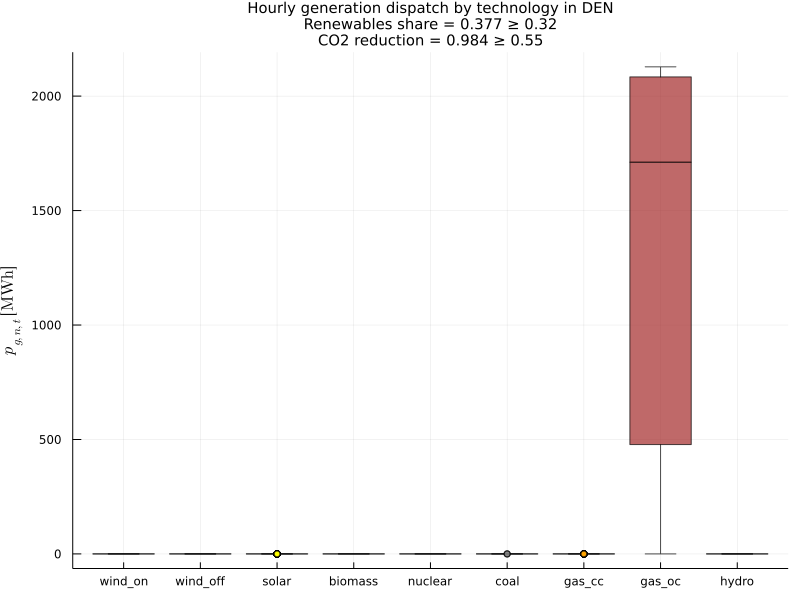 Hourly generation dispatch by technology in DEN
Renewables share = 0.377 ≥ 0.32
CO2 reduction = 0.984 ≥ 0.55
p_{g,n,t} [MWh]
2000
1500
1000
500
0
wind_on wind_off solar biomass nuclear coal gas_cc gas_oc hydro